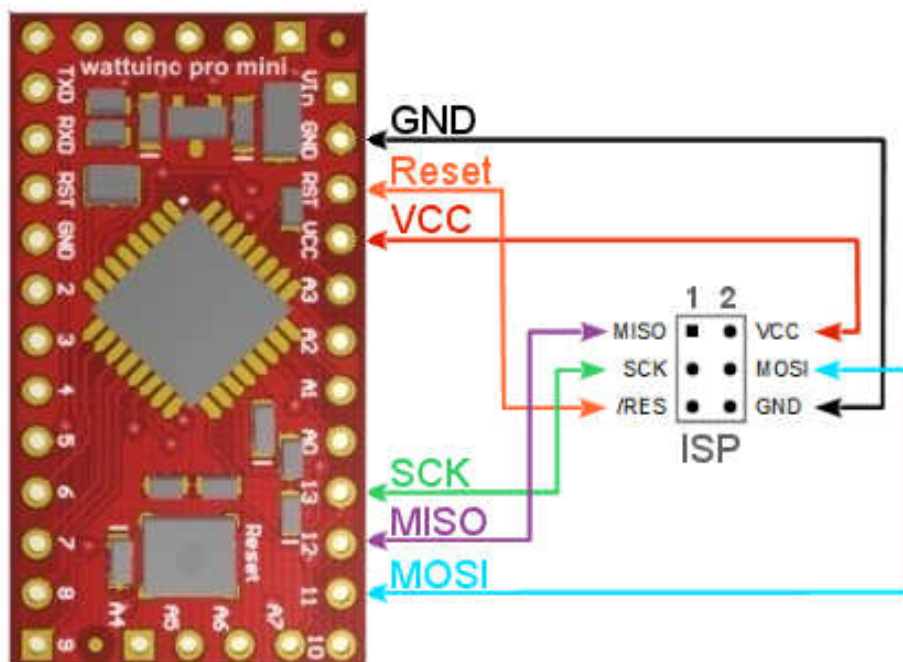 wattuino pro mini
TXD
RXD
RST
GND
2
3
4
5
6
7
8
9
VIn
GND
RST
VCC
A3
A2
A1
A0
13
12
11
10
Reset
A4
A5
A6
A7
GND
Reset
VCC
SCK
MISO
MOSI
1 2
MISO VCC
SCK MOSI
/RES GND
ISP